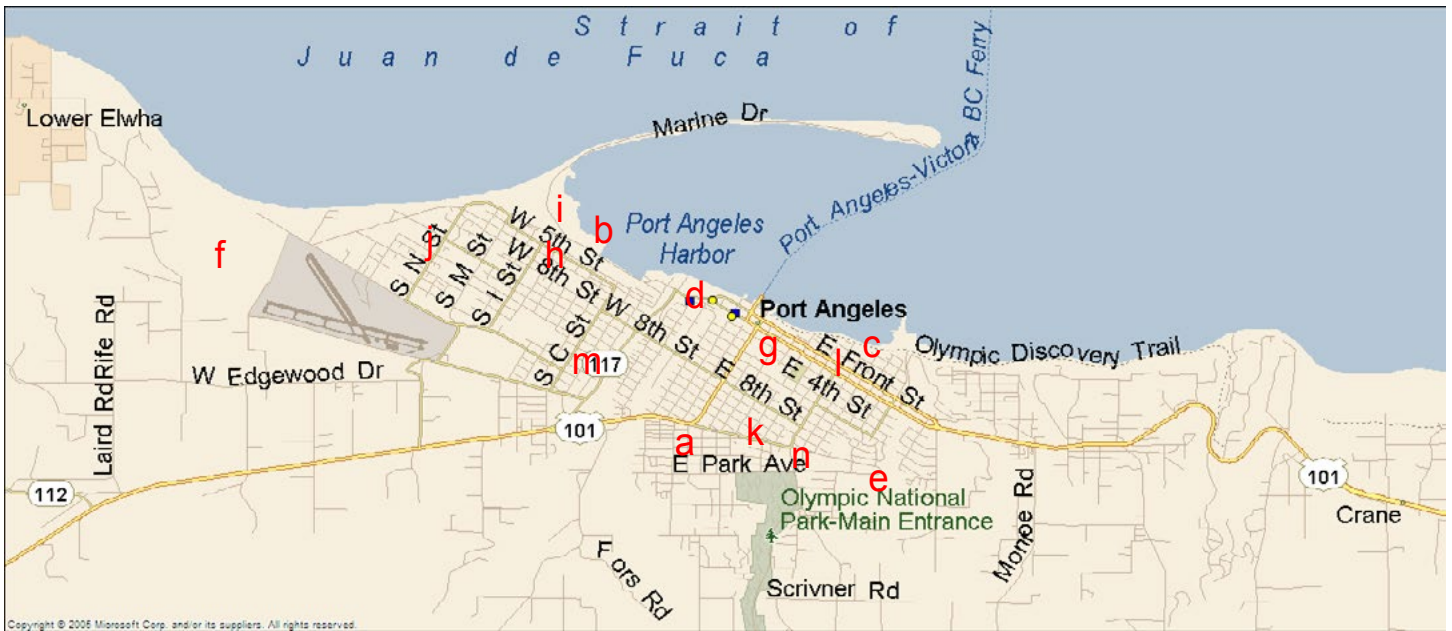 Strait of
Juan de Fuca
Port Angeles-Victoria BC Ferry
Marine Dr
Lower Elwha
i
W 5th St
b
Port Angeles
Harbor
f
j
S N St
S M St
S I St
h
W 8th St
W 8th St
d
Port Angeles
S C St
m
117
g
E Front St
c
Olympic Discovery Trail
l
E 4th St
E 8th St
W Edgewood Dr
Laird Rd
Rife Rd
101
a
k
n
E Park Ave
e
112
Olympic National
Park-Main Entrance
Monroe Rd
101
Crane
Fors Rd
Scrivner Rd
Copyright © 2005 Microsoft Corp. and/or its suppliers. All rights reserved.